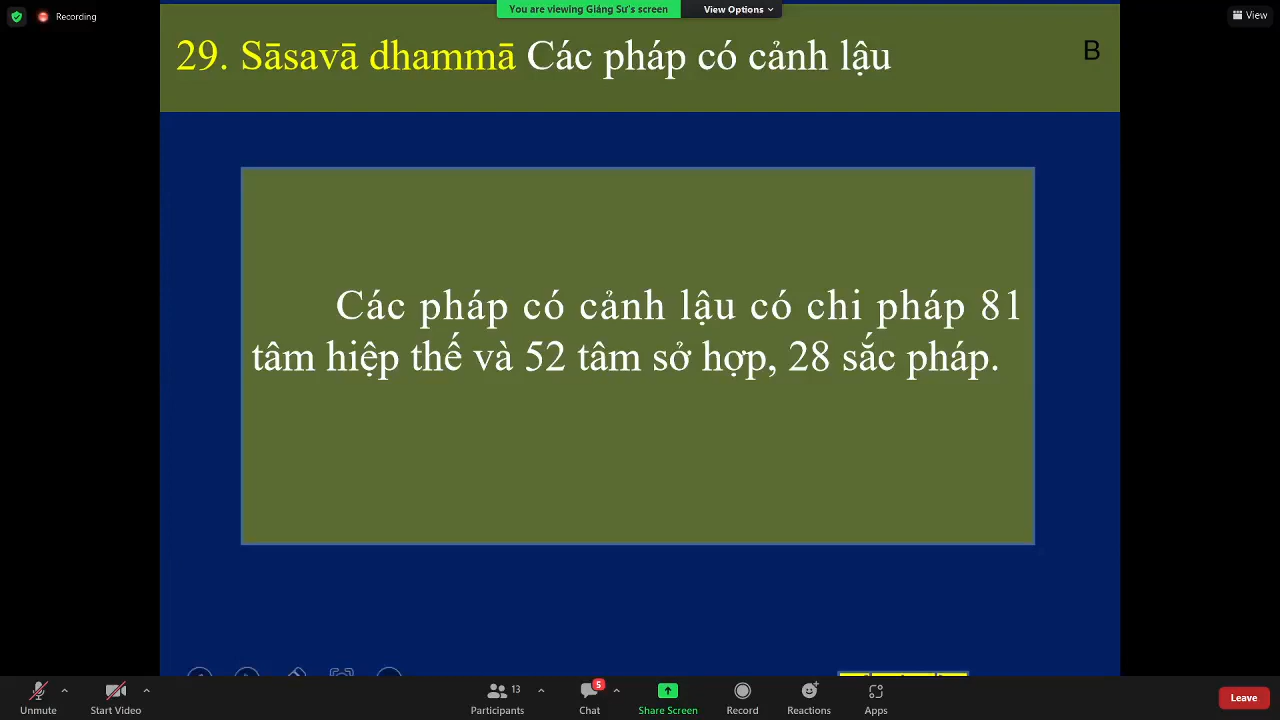 Recording
You are viewing Giảng Sư's screen
View Options
View
29. Sāsavā dhammā Các pháp có cảnh lậu
B
Các pháp có cảnh lậu có chi pháp 81
tâm hiệp thế và 52 tâm sở hợp, 28 sắc pháp.
Unmute
Start Video
Participants
13
Chat
5
Share Screen
Record
Reactions
Apps
Leave